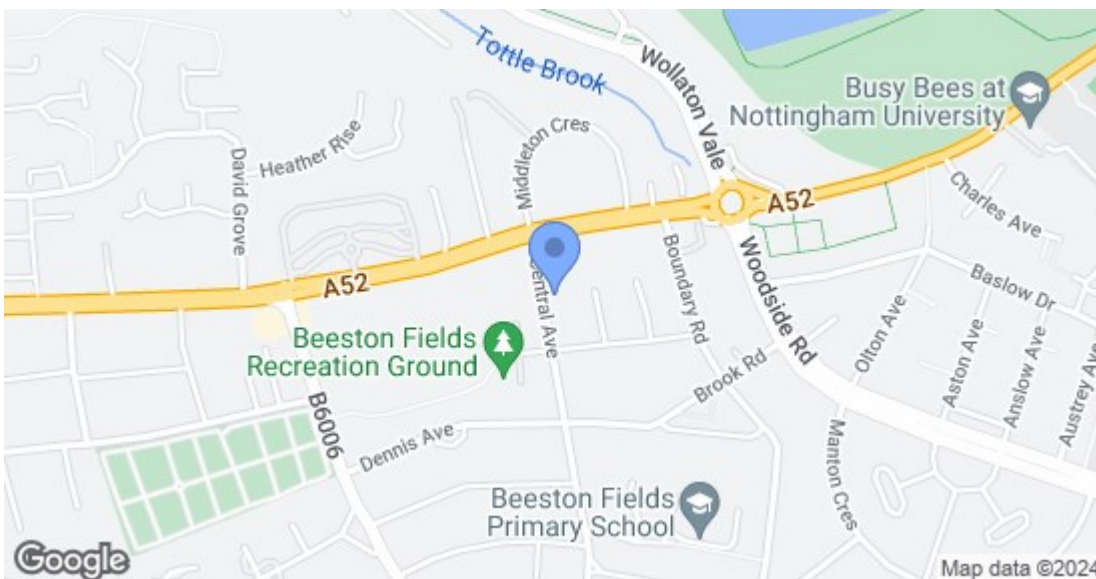 Tottle Brook
Wollaton Vale
Busy Bees at
Nottingham University
Middleton Cres
Heather Rise
David Grove
A52
Charles Ave
A52
Woodside Rd
Boundary Rd
Baslow Dr
Central Ave
Beeston Fields
Recreation Ground
Olton Ave
Aston Ave
Anslow Ave
Austrey Ave
Brook Rd
B6006
Dennis Ave
Manton Cres
Beeston Fields
Primary School
Google
Map data ©2024